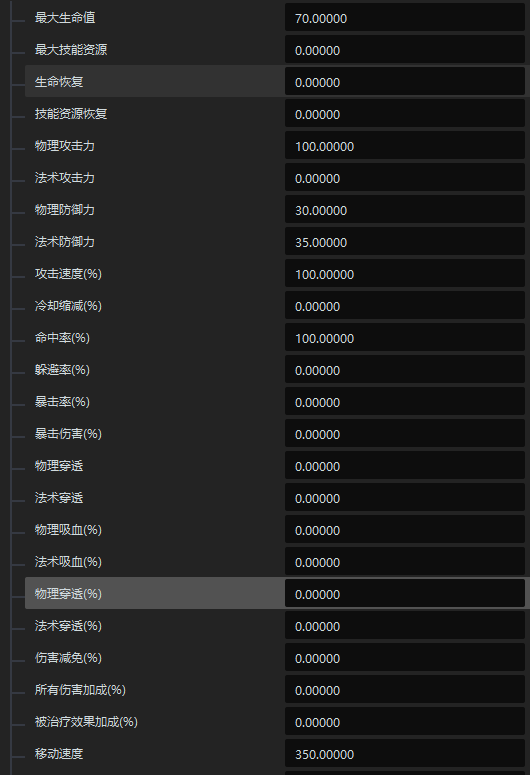 最大生命值 70.00000
最大技能资源 0.00000
生命恢复 0.00000
技能资源恢复 0.00000
物理攻击力 100.00000
法术攻击力 0.00000
物理防御力 30.00000
法术防御力 35.00000
攻击速度(%) 100.00000
冷却缩减(%) 0.00000
命中率(%) 100.00000
躲避率(%) 0.00000
暴击率(%) 0.00000
暴击伤害(%) 0.00000
物理穿透 0.00000
法术穿透 0.00000
物理吸血(%) 0.00000
法术吸血(%) 0.00000
物理穿透(%) 0.00000
法术穿透(%) 0.00000
伤害减免(%) 0.00000
所有伤害加成(%) 0.00000
被治疗效果加成(%) 0.00000
移动速度 350.00000